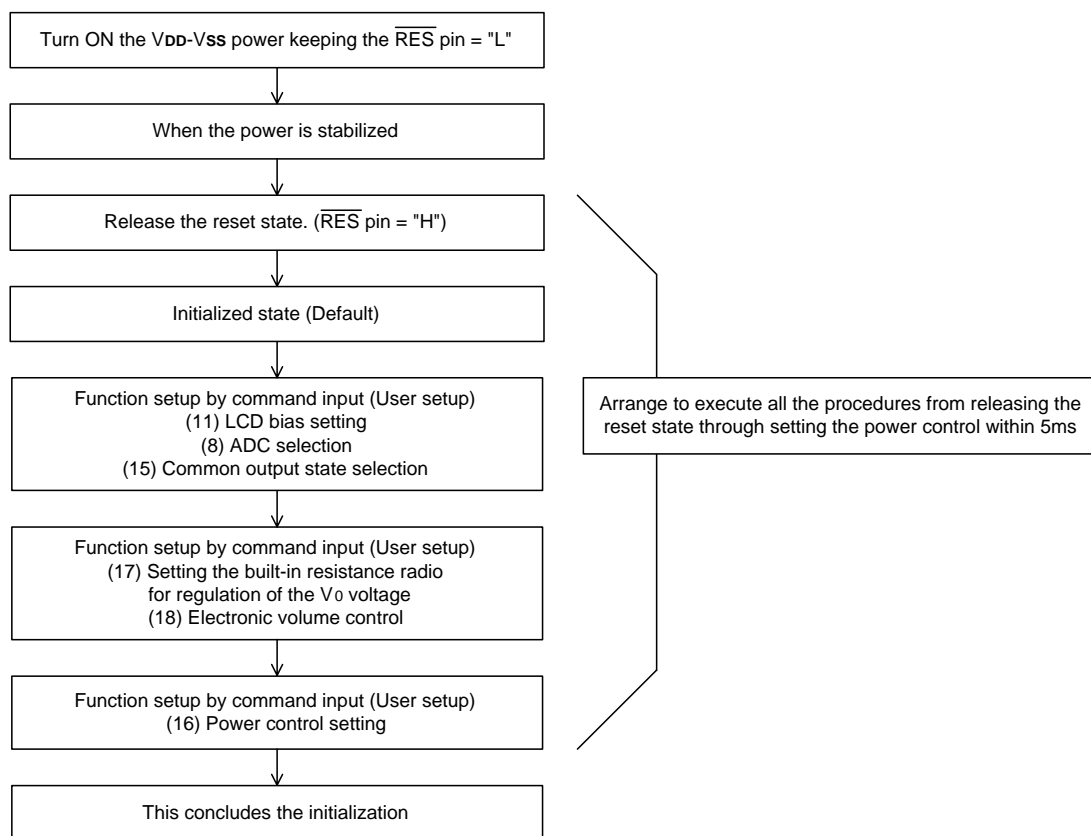 Turn ON the VDD-VSS power keeping the RES pin = "L"
When the power is stabilized
Release the reset state. (RES pin = "H")
Initialized state (Default)
Function setup by command input (User setup)
(11) LCD bias setting
(8) ADC selection
(15) Common output state selection
Arrange to execute all the procedures from releasing the
reset state through setting the power control within 5ms
Function setup by command input (User setup)
(17) Setting the built-in resistance radio
for regulation of the V0 voltage
(18) Electronic volume control
Function setup by command input (User setup)
(16) Power control setting
This concludes the initialization